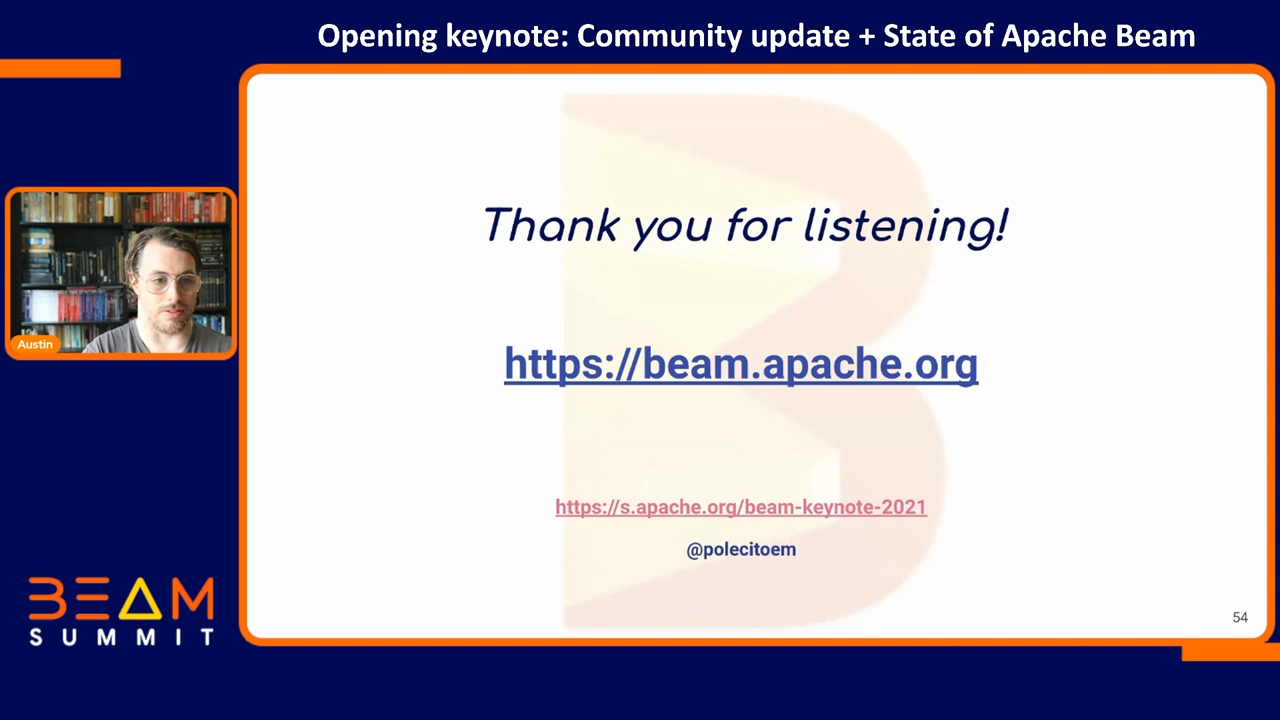 Opening keynote: Community update + State of Apache Beam
Thank you for listening!
https://beam.apache.org
Austin
https://s.apache.org/beam-keynote-2021
@polecitoem
BEAM
SUMMIT
54